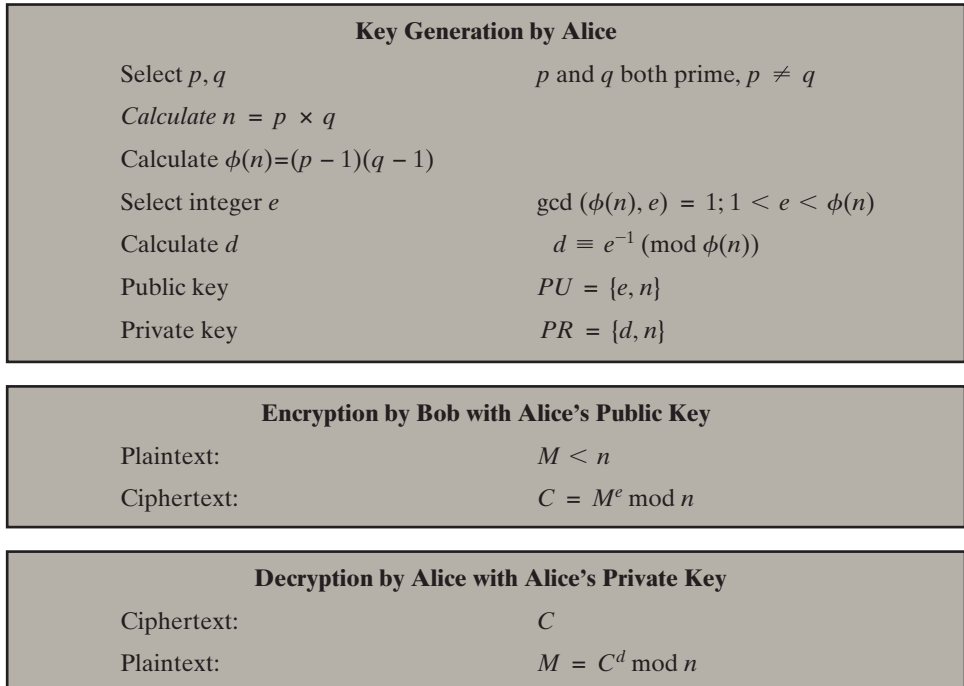 Key Generation by Alice
Select p, q p and q both prime, p ≠ q
Calculate n = p × q
Calculate ϕ(n)=(p − 1)(q − 1)
Select integer e gcd (ϕ(n), e) = 1; 1 < e < ϕ(n)
Calculate d d ≡ e⁻¹ (mod ϕ(n))
Public key PU = {e, n}
Private key PR = {d, n}
Encryption by Bob with Alice’s Public Key
Plaintext: M < n
Ciphertext: C = Mᵉ mod n
Decryption by Alice with Alice’s Private Key
Ciphertext: C
Plaintext: M = Cᵈ mod n